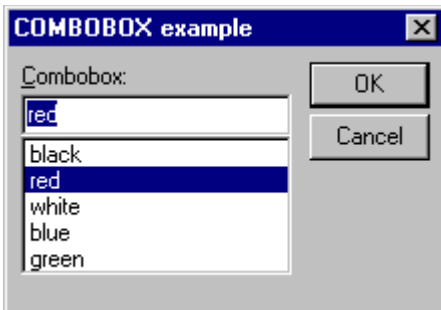 COMBOBOX example
Combobox:
red
black
red
white
blue
green
OK
Cancel